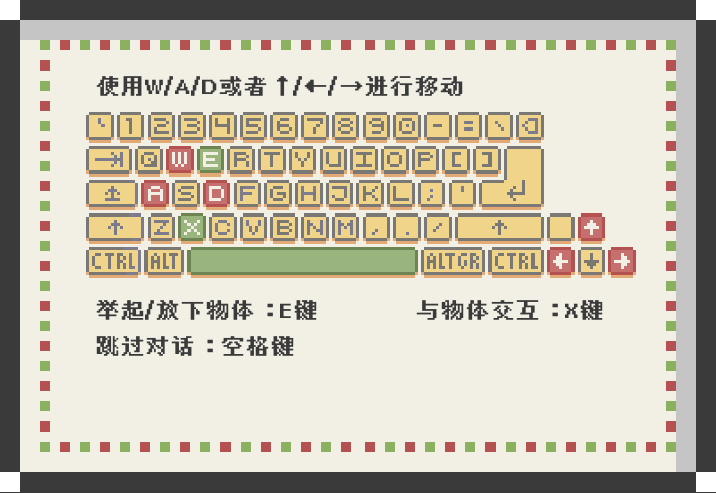 使用W/A/D或者↑/←/→进行移动
` 1 2 3 4 5 6 7 8 9 0 - = \
Q W E R T Y U I O P [ ]
A S D F G H J K L ; '
Z X C V B N M , . /
CTRL ALT ALTGR CTRL
举起/放下物体：E键 与物体交互：X键
跳过对话：空格键